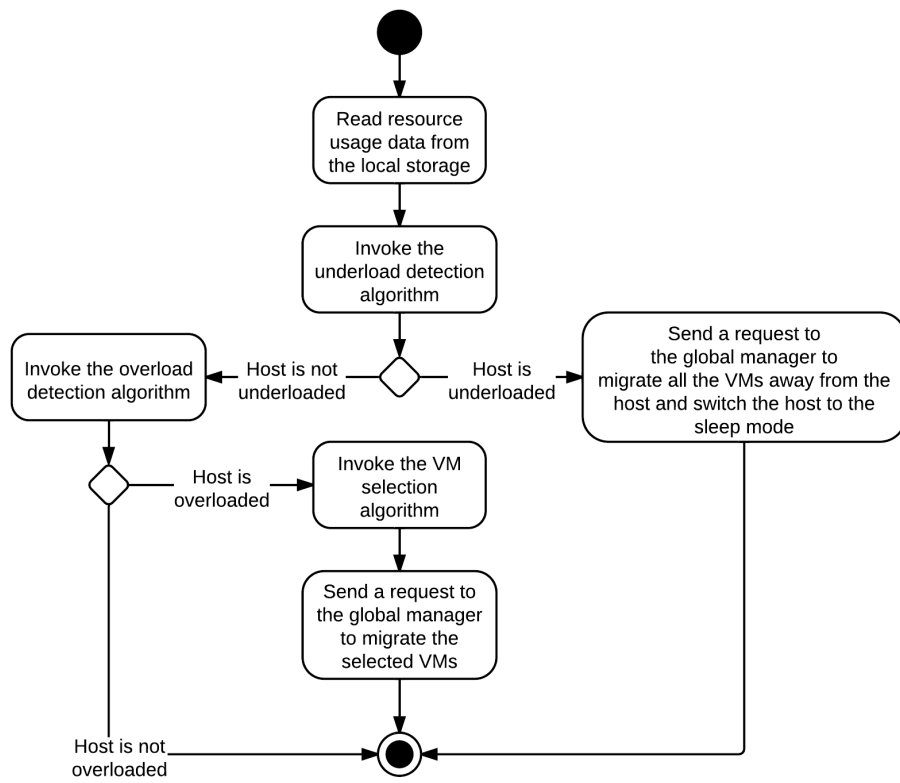 Read resource
usage data from
the local storage
Invoke the
underload detection
algorithm
Host is not
underloaded
Host is
underloaded
Send a request to
the global manager to
migrate all the VMs away from the
host and switch the host to the
sleep mode
Invoke the overload
detection algorithm
Host is
overloaded
Invoke the VM
selection
algorithm
Send a request to
the global manager
to migrate the
selected VMs
Host is not
overloaded